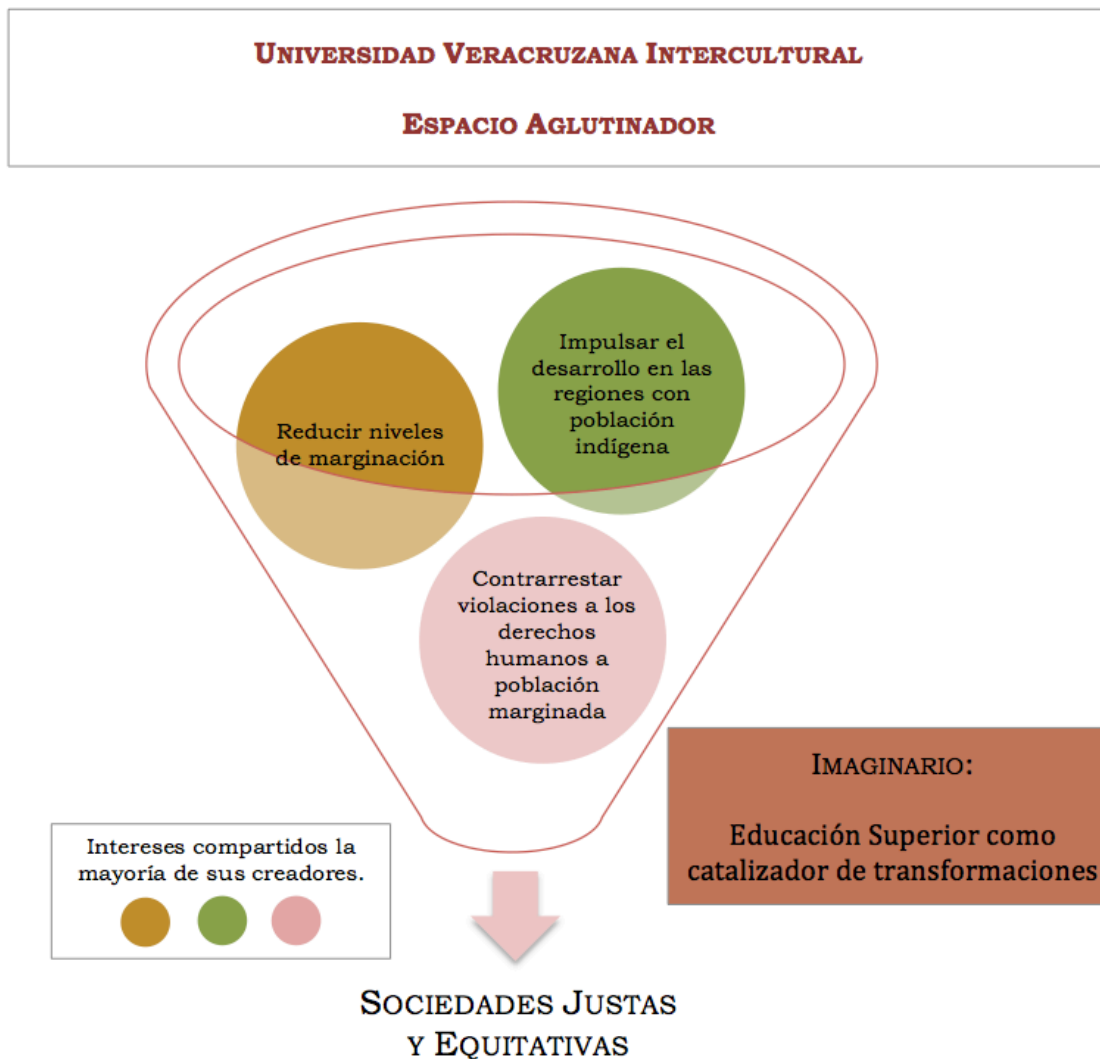 UNIVERSIDAD VERACRUZANA INTERCULTURAL
ESPACIO AGLUTINADOR
Impulsar el
desarrollo en las
regiones con
población
indígena
Reducir niveles
de marginación
Contrarrestar
violaciones a los
derechos
humanos a
población
marginada
IMAGINARIO:
Educación Superior como
catalizador de transformaciones
Intereses compartidos la
mayoría de sus creadores.
SOCIEDADES JUSTAS
Y EQUITATIVAS